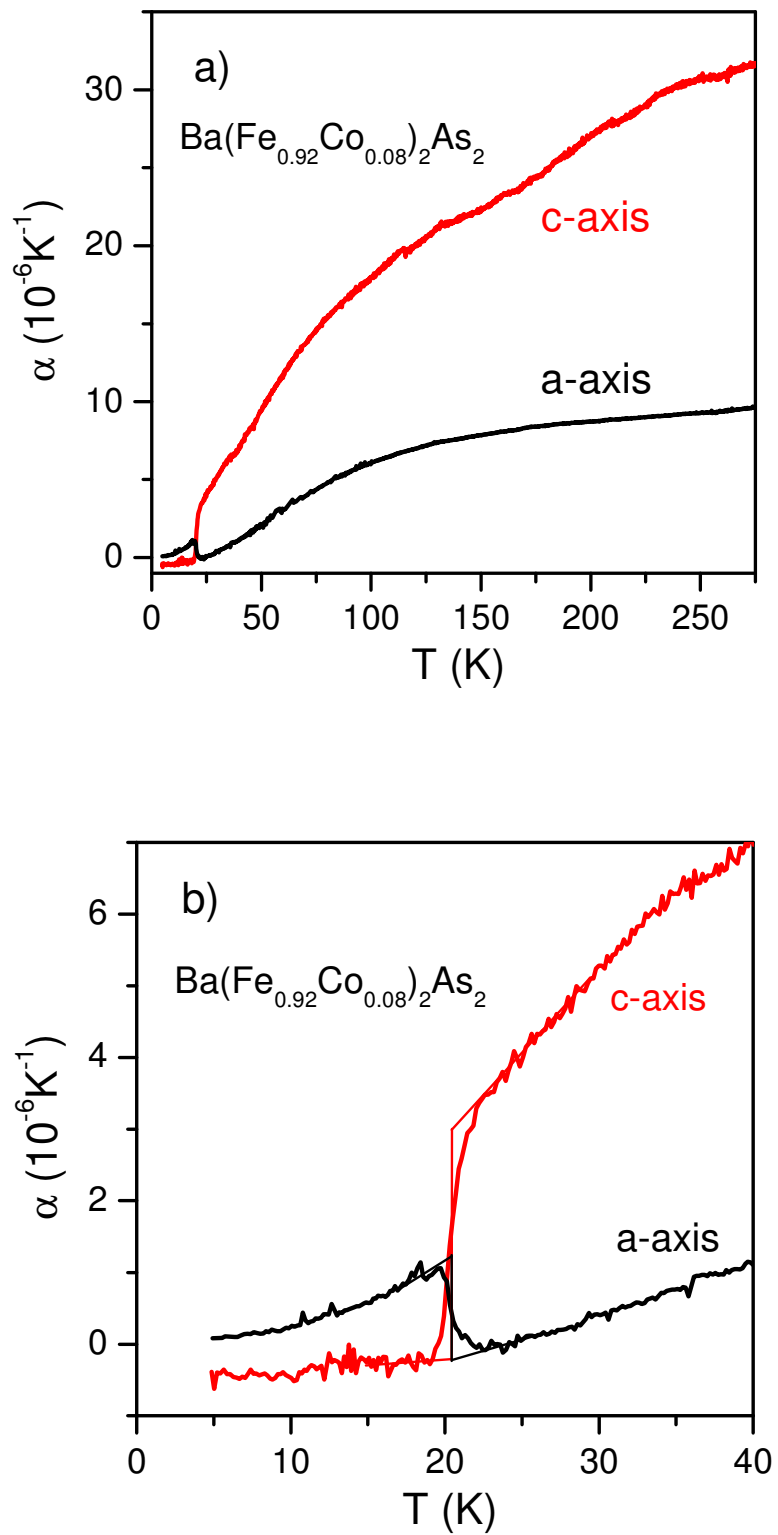 a)
Ba(Fe0.92Co0.08)2As2
c-axis
a-axis
30
20
10
0
α (10-6K-1)
0 50 100 150 200 250
T (K)
b)
Ba(Fe0.92Co0.08)2As2
c-axis
a-axis
6
4
2
0
α (10-6K-1)
0 10 20 30 40
T (K)